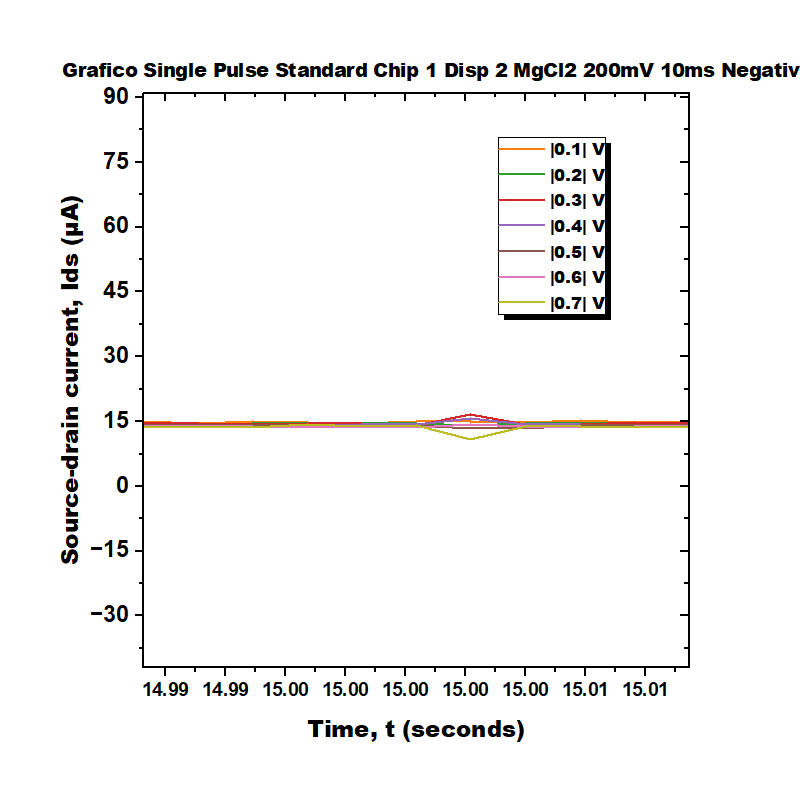 Grafico Single Pulse Standard Chip 1 Disp 2 MgCl2 200mV 10ms Negativ
90
75
60
45
30
15
0
−15
−30
Source-drain current, Ids (µA)
|0.1| V
|0.2| V
|0.3| V
|0.4| V
|0.5| V
|0.6| V
|0.7| V
14.99 14.99 15.00 15.00 15.00 15.00 15.00 15.01 15.01
Time, t (seconds)